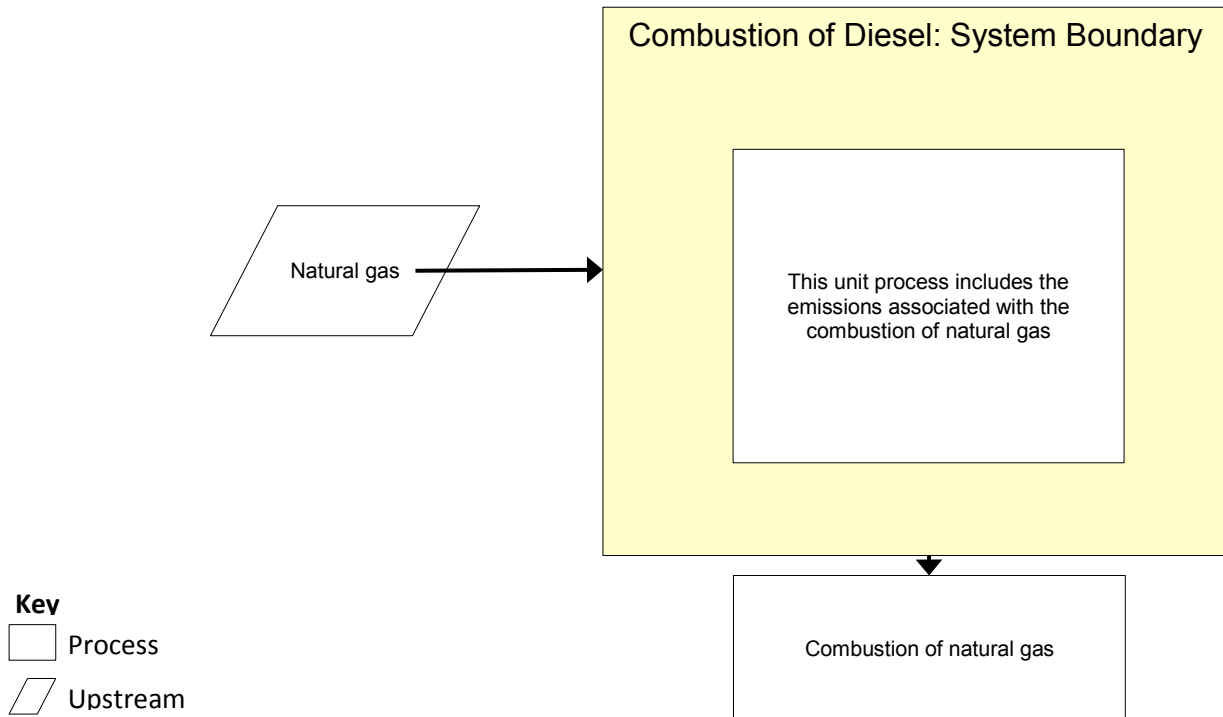 Combustion of Diesel: System Boundary
Natural gas
This unit process includes the
emissions associated with the
combustion of natural gas
Combustion of natural gas
Key
Process
Upstream